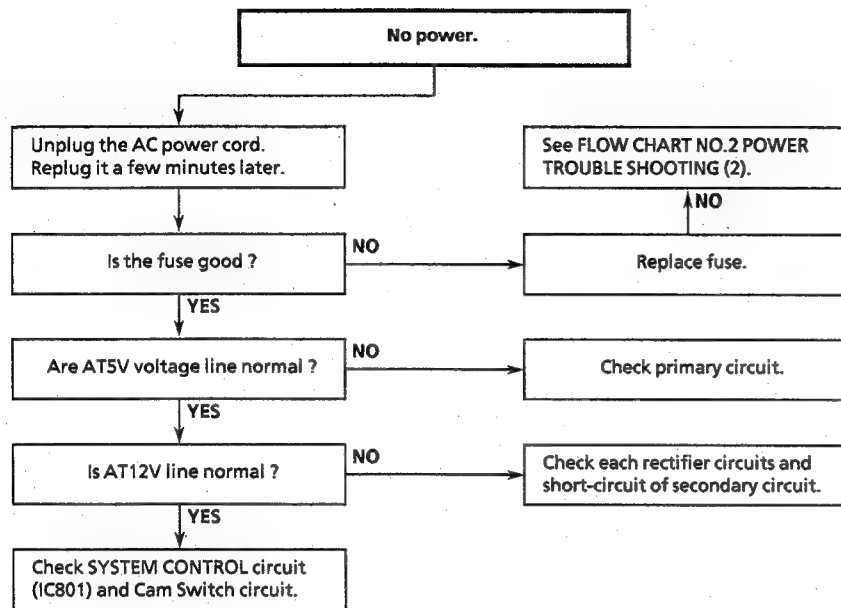 No power.
Unplug the AC power cord.
Replug it a few minutes later.
See FLOW CHART NO.2 POWER
TROUBLE SHOOTING (2).
NO
Is the fuse good ?
NO
Replace fuse.
YES
Are AT5V voltage line normal ?
NO
Check primary circuit.
YES
Is AT12V line normal ?
NO
Check each rectifier circuits and
short-circuit of secondary circuit.
YES
Check SYSTEM CONTROL circuit
(IC801) and Cam Switch circuit.